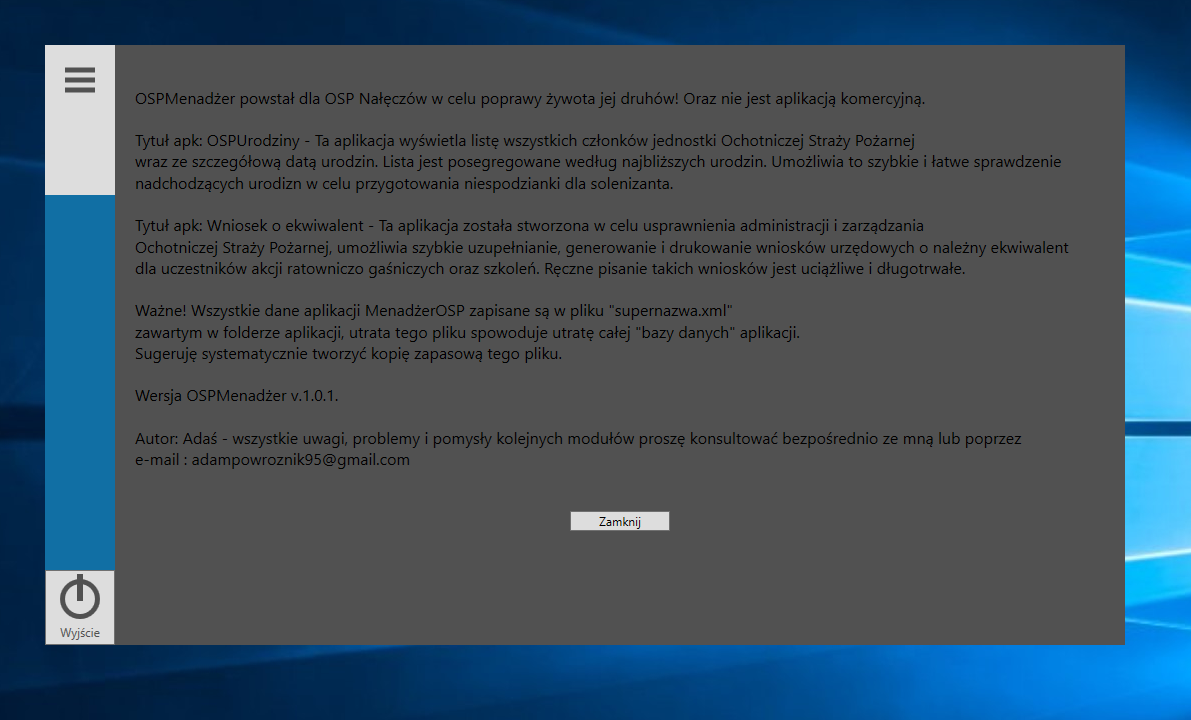 OSPMenadżer powstał dla OSP Nałęczów w celu poprawy żywota jej druhów! Oraz nie jest aplikacją komercyjną.
Tytuł apk: OSPUrodziny - Ta aplikacja wyświetla listę wszystkich członków jednostki Ochotniczej Straży Pożarnej
wraz ze szczegółową datą urodzin. Lista jest posegregowane według najbliższych urodzin. Umożliwia to szybkie i łatwe sprawdzenie
nadchodzących urodizn w celu przygotowania niespodzianki dla solenizanta.
Tytuł apk: Wniosek o ekwiwalent - Ta aplikacja została stworzona w celu usprawnienia administracji i zarządzania
Ochotniczej Straży Pożarnej, umożliwia szybkie uzupełnianie, generowanie i drukowanie wniosków urzędowych o należny ekwiwalent
dla uczestników akcji ratowniczo gaśniczych oraz szkoleń. Ręczne pisanie takich wniosków jest uciążliwe i długotrwałe.
Ważne! Wszystkie dane aplikacji MenadżerOSP zapisane są w pliku "supernazwa.xml"
zawartym w folderze aplikacji, utrata tego pliku spowoduje utratę całej "bazy danych" aplikacji.
Sugeruję systematycznie tworzyć kopię zapasową tego pliku.
Wersja OSPMenadżer v.1.0.1.
Autor: Adaś - wszystkie uwagi, problemy i pomysły kolejnych modułów proszę konsultować bezpośrednio ze mną lub poprzez
e-mail : adampowroznik95@gmail.com
Zamknij
Wyjście